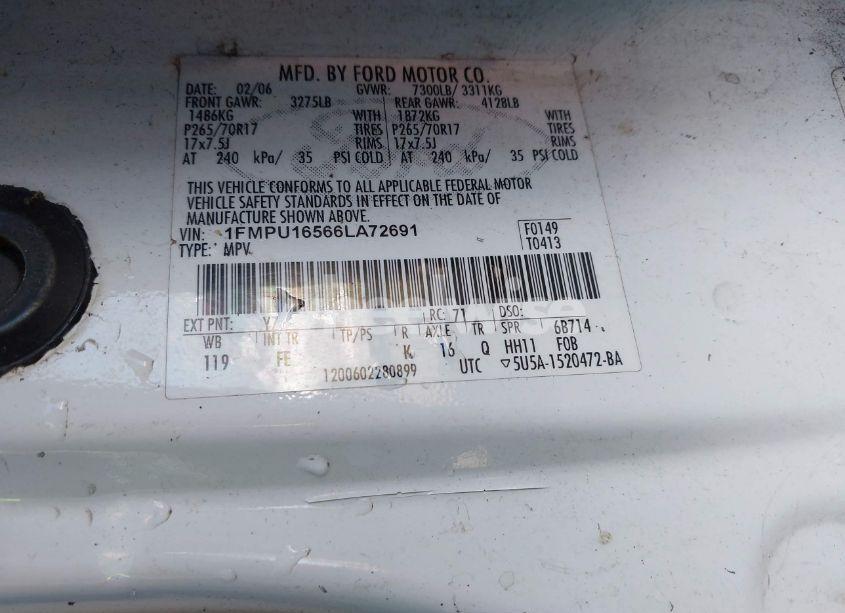 MFD. BY FORD MOTOR CO.
DATE: 02/06 GVWR: 7300LB/ 3311KG
FRONT GAWR: 3275LB REAR GAWR: 4128LB
1486KG WITH 1872KG WITH
P265/70R17 TIRES P265/70R17 TIRES
17x7.5J RIMS 17x7.5J RIMS
AT 240 kPa/ 35 PSI COLD AT 240 kPa/ 35 PSI COLD
THIS VEHICLE CONFORMS TO ALL APPLICABLE FEDERAL MOTOR
VEHICLE SAFETY STANDARDS IN EFFECT ON THE DATE OF
MANUFACTURE SHOWN ABOVE.
VIN: 1FMPU16566LA72691 F0149
TYPE: MPV T0413
EXT PNT: RC: 71 DSO:
WB INT TR TP/PS R AXLE TR SPR 6B714
119 FE K 16 Q HH11 FOB
1200602280899 UTC ▽5U5A-1520472-BA